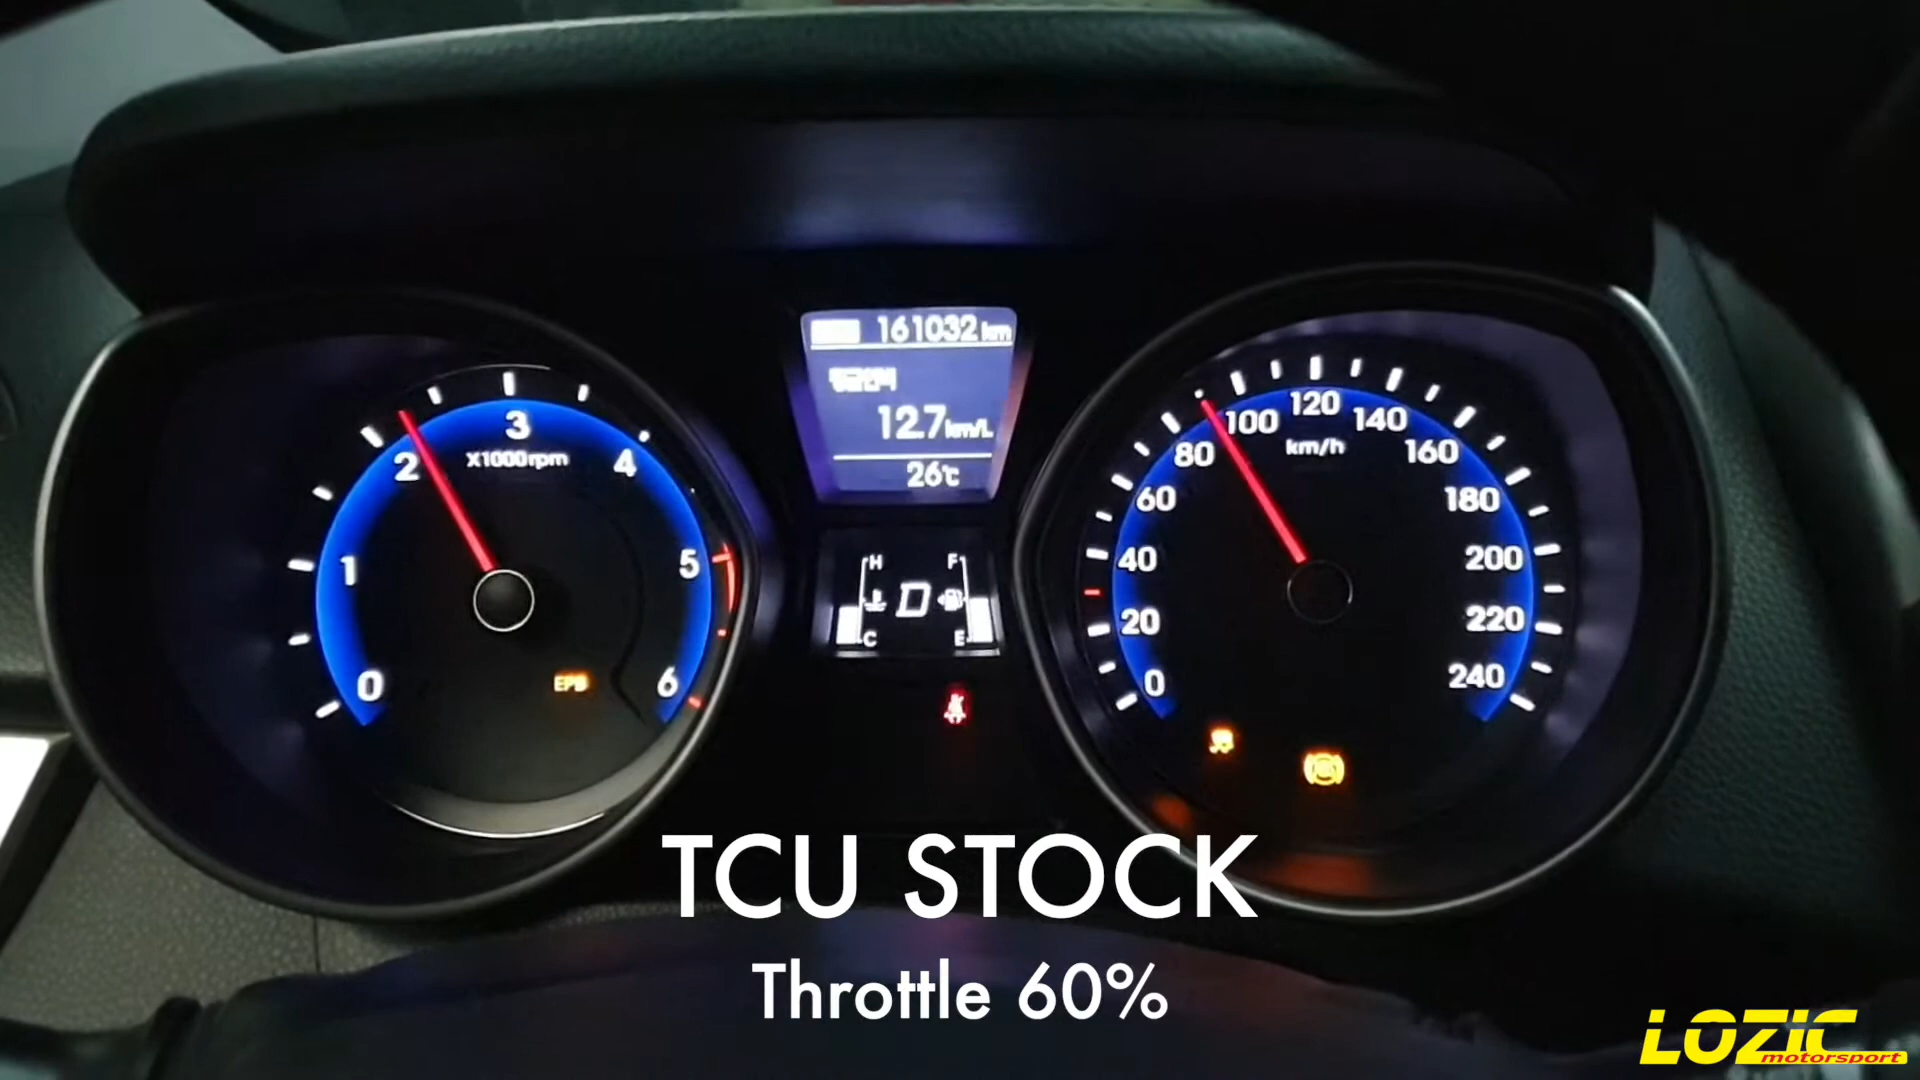 161032 km
12.7 km/L
26℃
0
1
2
3
4
5
6
X1000rpm
EPS
H
C
D
F
E
0
20
40
60
80
100
120
140
160
180
200
220
240
km/h
TCU STOCK
Throttle 60%
LOZIC
motorsport